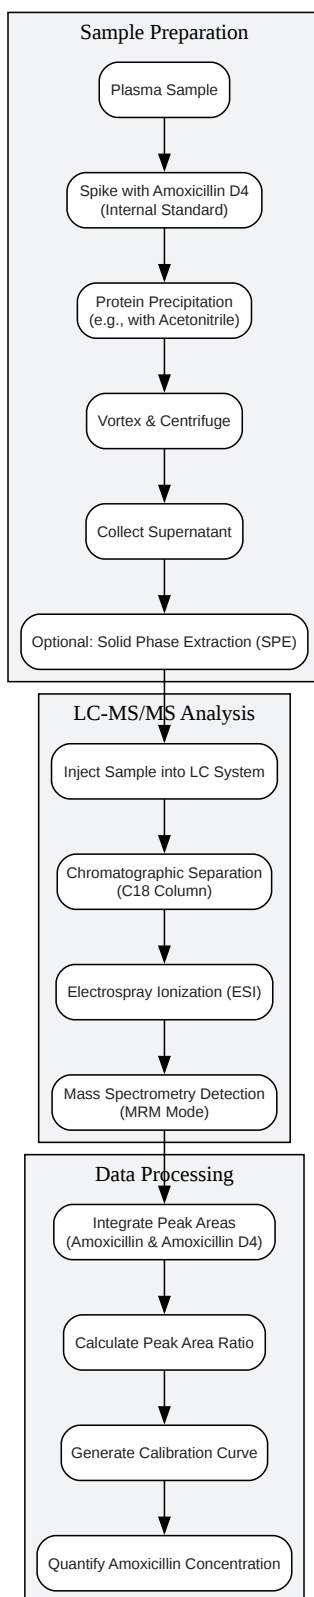 Sample Preparation
Plasma Sample
Spike with Amoxicillin D4
(Internal Standard)
Protein Precipitation
(e.g., with Acetonitrile)
Vortex & Centrifuge
Collect Supernatant
Optional: Solid Phase Extraction (SPE)
LC-MS/MS Analysis
Inject Sample into LC System
Chromatographic Separation
(C18 Column)
Electrospray Ionization (ESI)
Mass Spectrometry Detection
(MRM Mode)
Data Processing
Integrate Peak Areas
(Amoxicillin & Amoxicillin D4)
Calculate Peak Area Ratio
Generate Calibration Curve
Quantify Amoxicillin Concentration